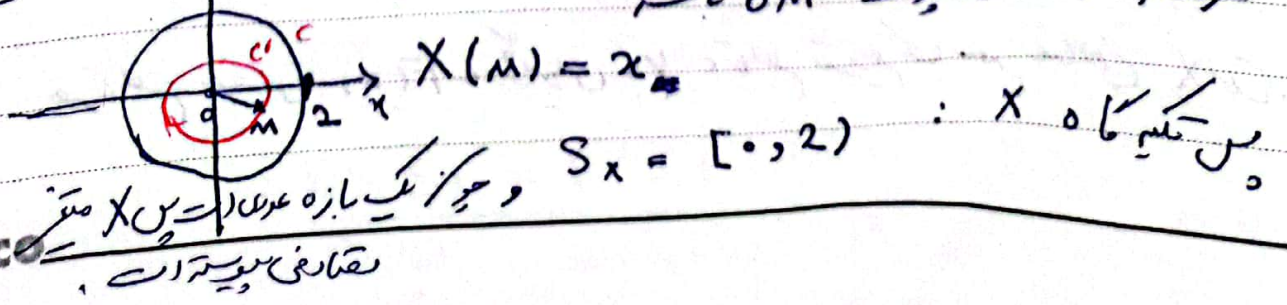 C' C
X(M) = x
o M 2 x
پس تکیه گاه X : S_x = [0, 2)
و چون یک بازه عددی است پس X متغیر
تصادفی پیوسته است.